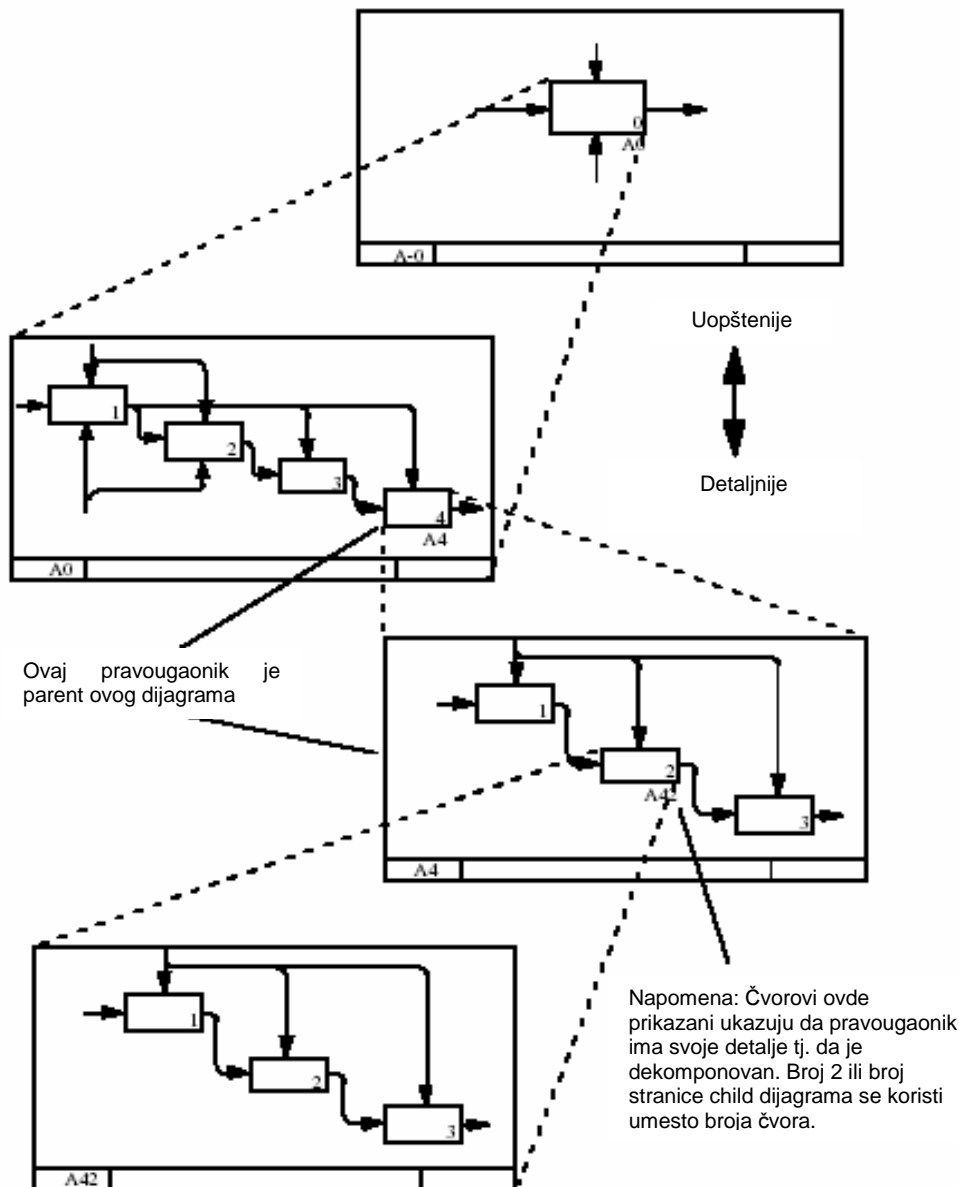 0
A0
A-0
Uopštenije
Detaljnije
1
2
3
4
A4
A0
Ovaj pravougaonik je
parent ovog dijagrama
1
2
A42
3
A4
Napomena: Čvorovi ovde
prikazani ukazuju da pravougaonik
ima svoje detalje tj. da je
dekomponovan. Broj 2 ili broj
stranice child dijagrama se koristi
umesto broja čvora.
1
2
3
A42